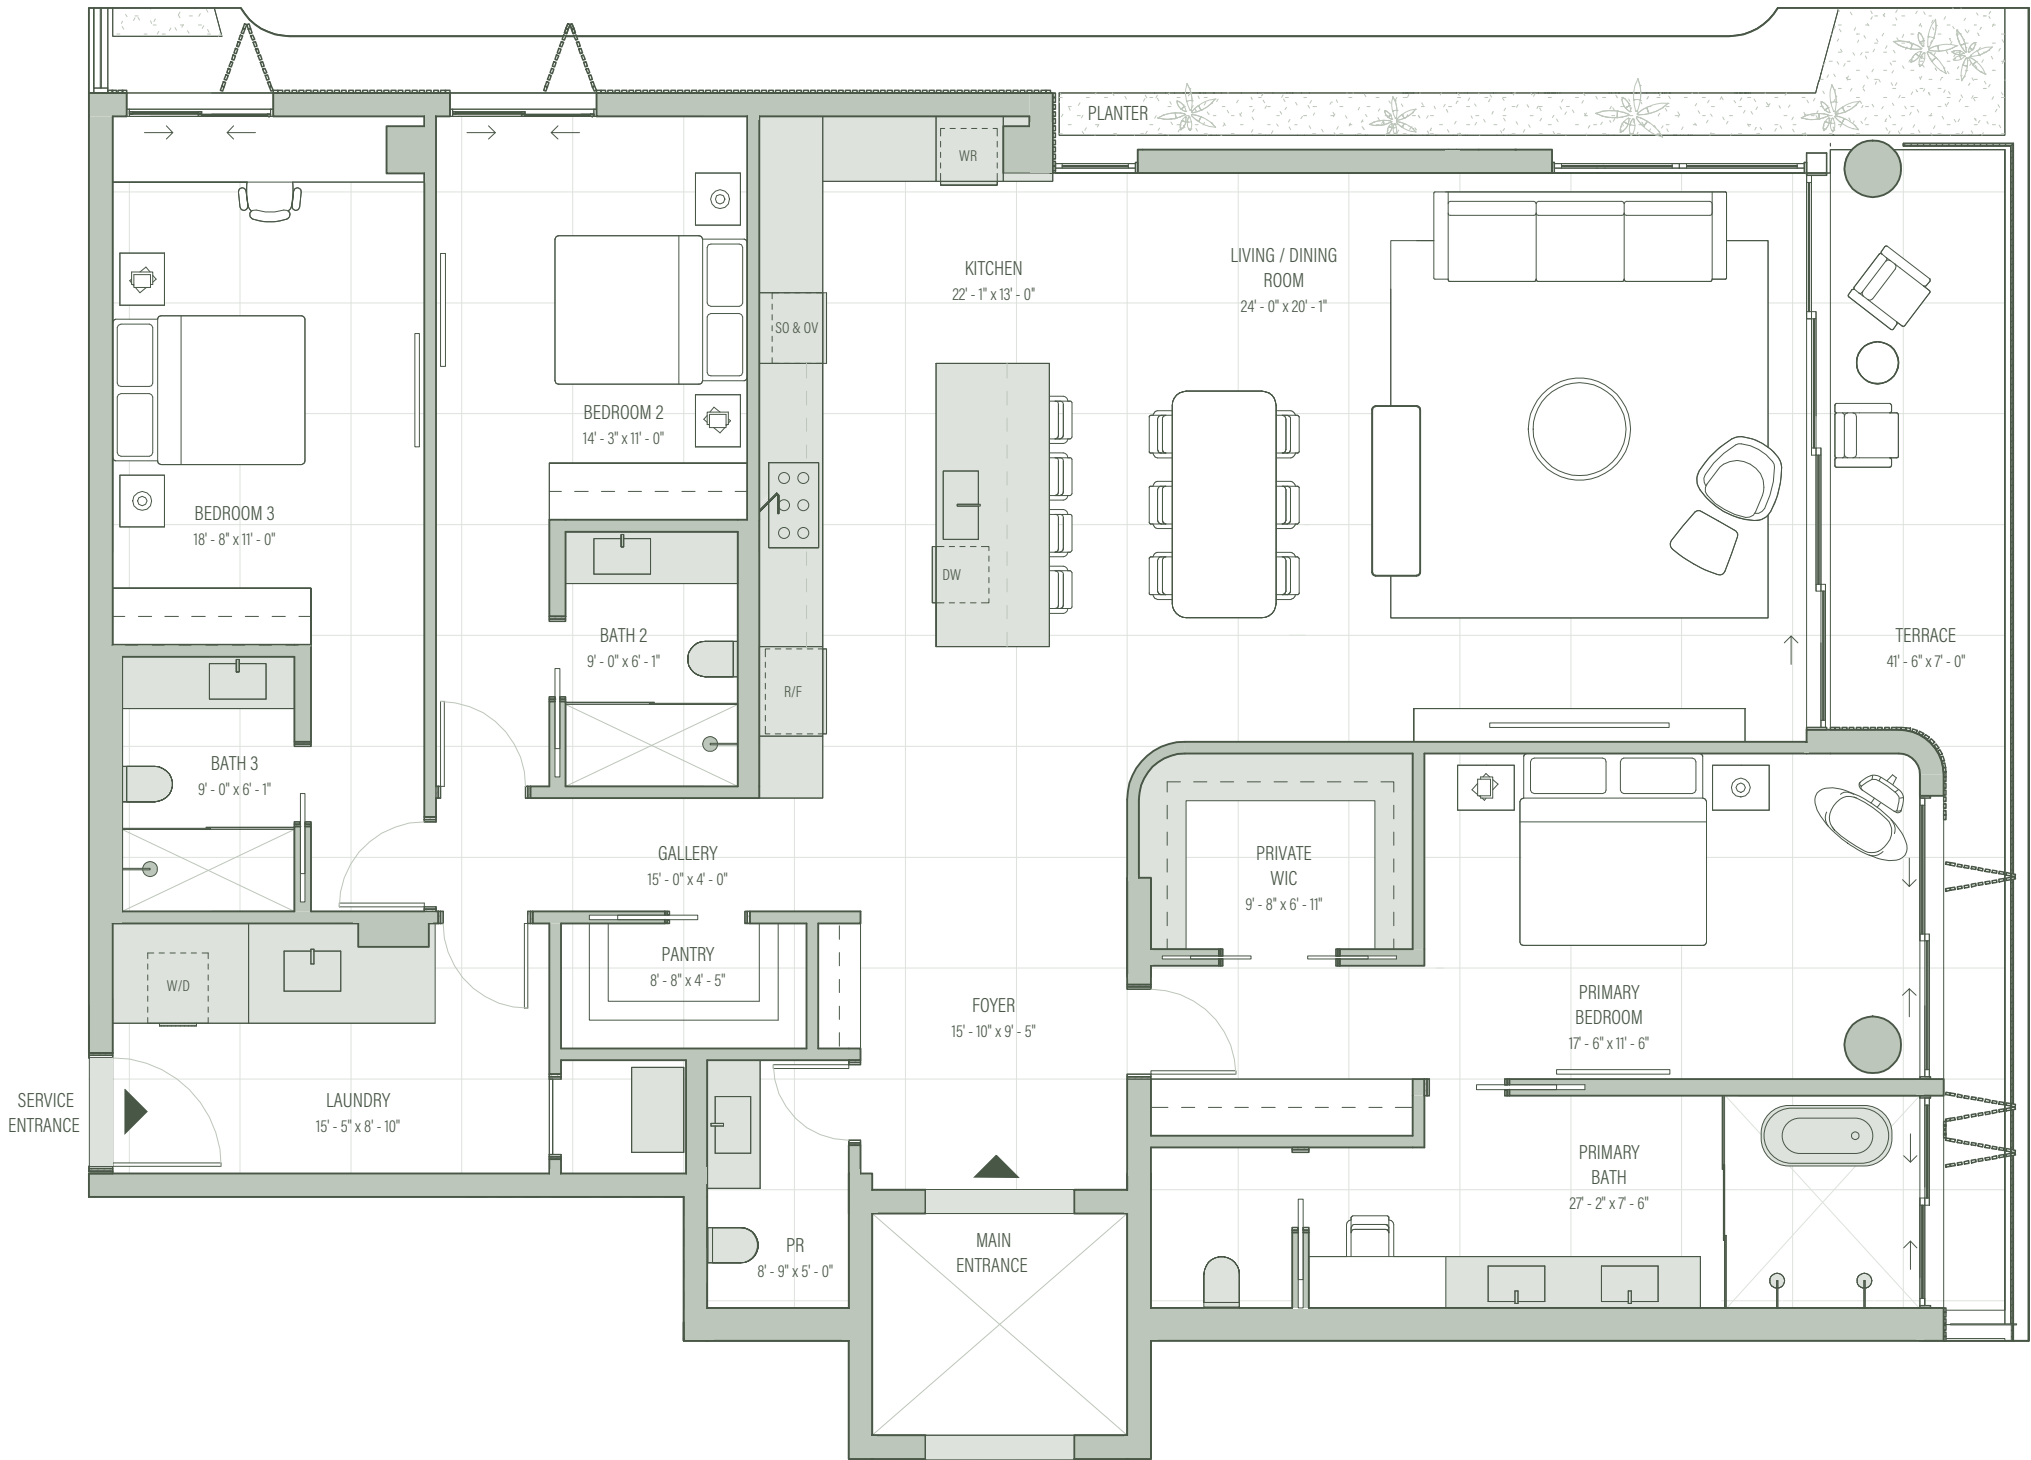 PLANTER
WR
KITCHEN
22' - 1" x 13' - 0"
LIVING / DINING
ROOM
24' - 0" x 20' - 1"
SO & OV
BEDROOM 2
14' - 3" x 11' - 0"
BEDROOM 3
18' - 8" x 11' - 0"
DW
BATH 2
9' - 0" x 6' - 1"
R/F
TERRACE
41' - 6" x 7' - 0"
BATH 3
9' - 0" x 6' - 1"
GALLERY
15' - 0" x 4' - 0"
PRIVATE
WIC
9' - 8" x 6' - 11"
PANTRY
8' - 8" x 4' - 5"
W/D
FOYER
15' - 10" x 9' - 5"
PRIMARY
BEDROOM
17' - 6" x 11' - 6"
SERVICE
ENTRANCE
LAUNDRY
15' - 5" x 8' - 10"
PRIMARY
BATH
27' - 2" x 7' - 6"
PR
8' - 9" x 5' - 0"
MAIN
ENTRANCE